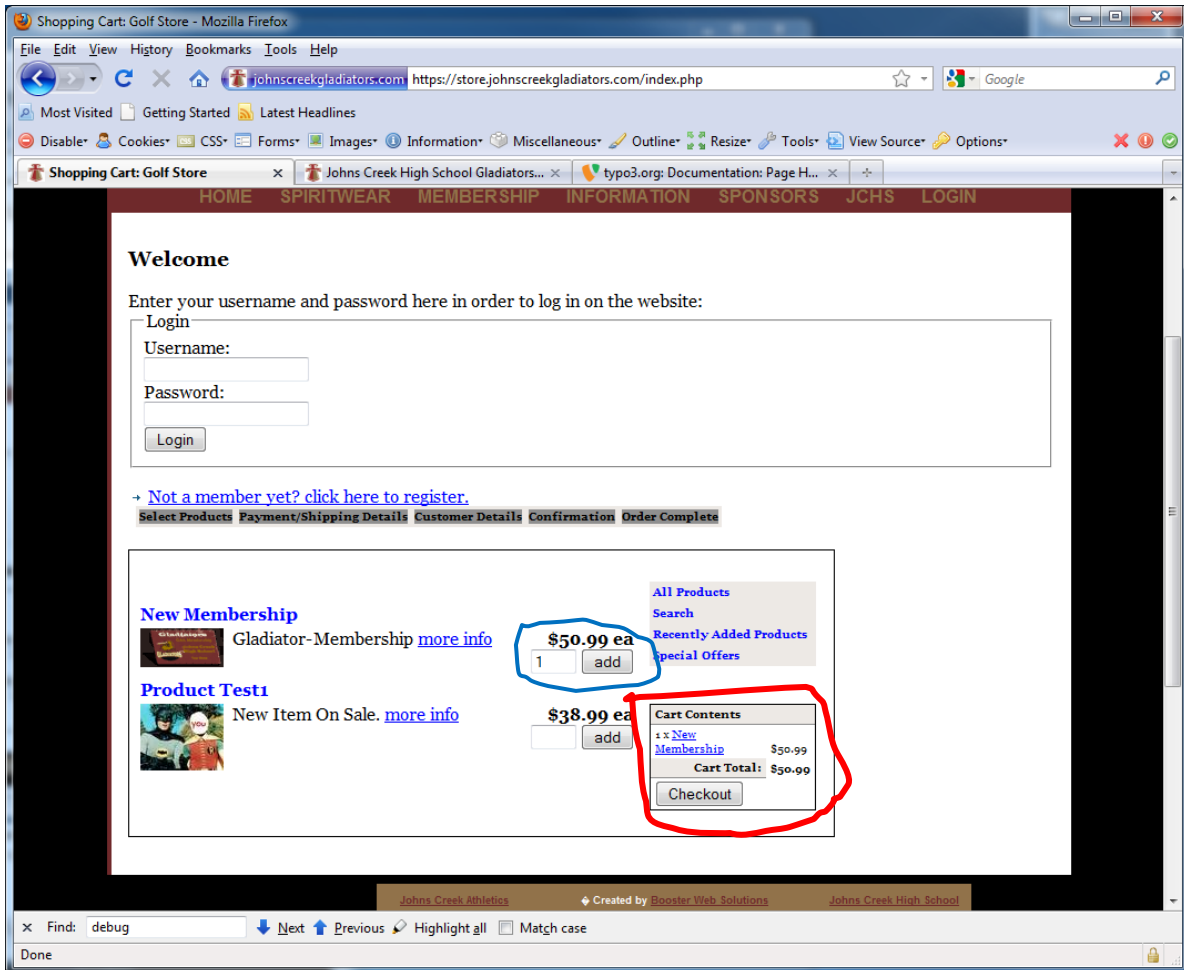 Shopping Cart: Golf Store - Mozilla Firefox
File Edit View History Bookmarks Tools Help
johnscreekgladiators.com https://store.johnscreekgladiators.com/index.php
Google
Most Visited Getting Started Latest Headlines
Disable Cookies CSS Forms Images Information Miscellaneous Outline Resize Tools View Source Options
Shopping Cart: Golf Store Johns Creek High School Gladiators... typo3.org: Documentation: Page H...
HOME SPIRITWEAR MEMBERSHIP INFORMATION SPONSORS JCHS LOGIN
Welcome
Enter your username and password here in order to log in on the website:
Login
Username:
Password:
Login
Not a member yet? click here to register.
Select Products Payment/Shipping Details Customer Details Confirmation Order Complete
New Membership
Gladiator-Membership more info
$50.99 ea
1 add
Product Test1
YOU
New Item On Sale. more info
$38.99 ea
add
All Products
Search
Recently Added Products
Special Offers
Cart Contents
1 x New
Membership $50.99
Cart Total: $50.99
Checkout
Johns Creek Athletics � Created by Booster Web Solutions Johns Creek High School
× Find: debug Next Previous Highlight all Match case
Done